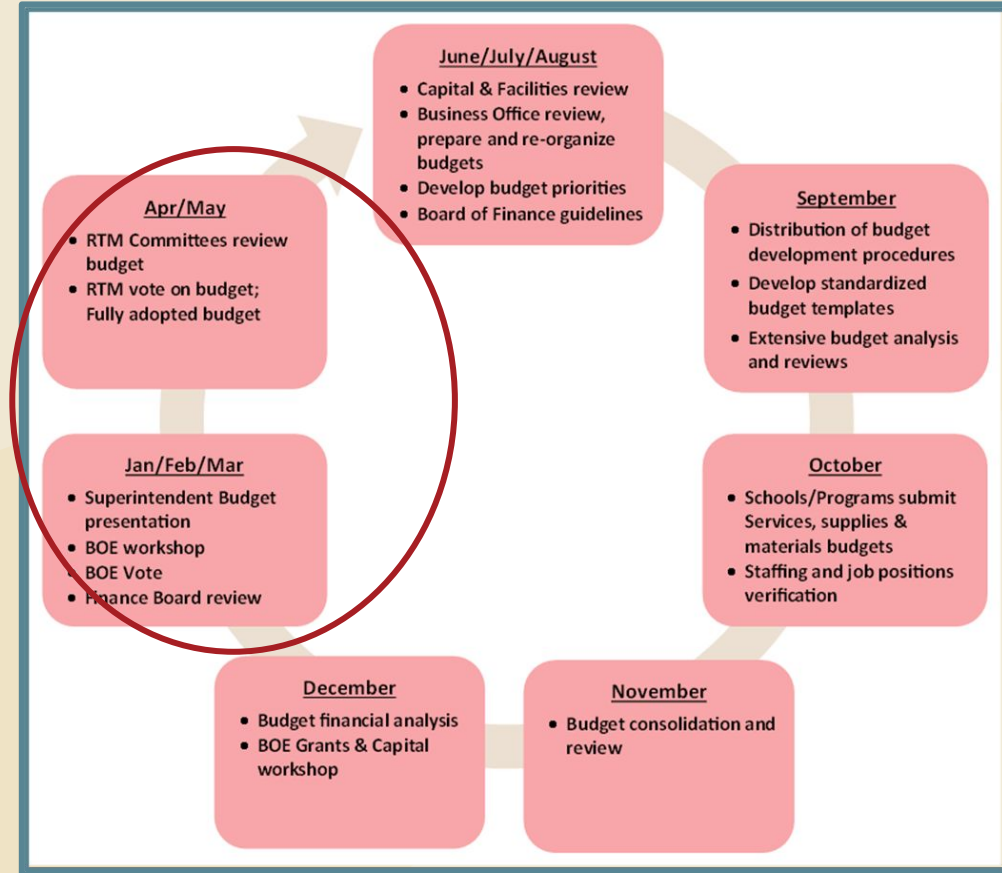 June/July/August
• Capital & Facilities review
• Business Office review,
prepare and re-organize
budgets
• Develop budget priorities
• Board of Finance guidelines
September
• Distribution of budget
development procedures
• Develop standardized
budget templates
• Extensive budget analysis
and reviews
October
• Schools/Programs submit
Services, supplies &
materials budgets
• Staffing and job positions
verification
November
• Budget consolidation and
review
December
• Budget financial analysis
• BOE Grants & Capital
workshop
Jan/Feb/Mar
• Superintendent Budget
presentation
• BOE workshop
• BOE Vote
• Finance Board review
Apr/May
• RTM Committees review
budget
• RTM vote on budget;
Fully adopted budget